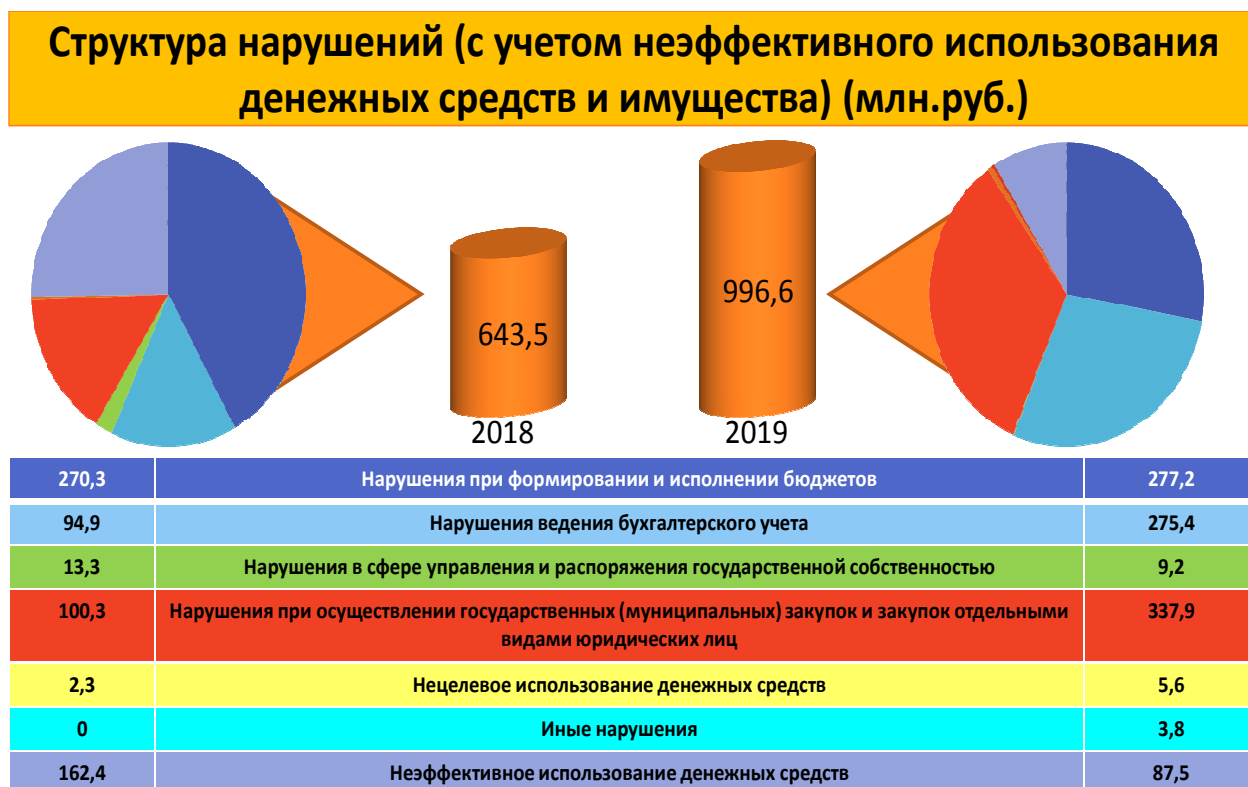 Структура нарушений (с учетом неэффективного использования
денежных средств и имущества) (млн.руб.)
643,5
996,6
2018
2019
270,3 Нарушения при формировании и исполнении бюджетов 277,2
94,9 Нарушения ведения бухгалтерского учета 275,4
13,3 Нарушения в сфере управления и распоряжения государственной собственностью 9,2
100,3 Нарушения при осуществлении государственных (муниципальных) закупок и закупок отдельными 337,9
видами юридических лиц
2,3 Нецелевое использование денежных средств 5,6
0 Иные нарушения 3,8
162,4 Неэффективное использование денежных средств 87,5